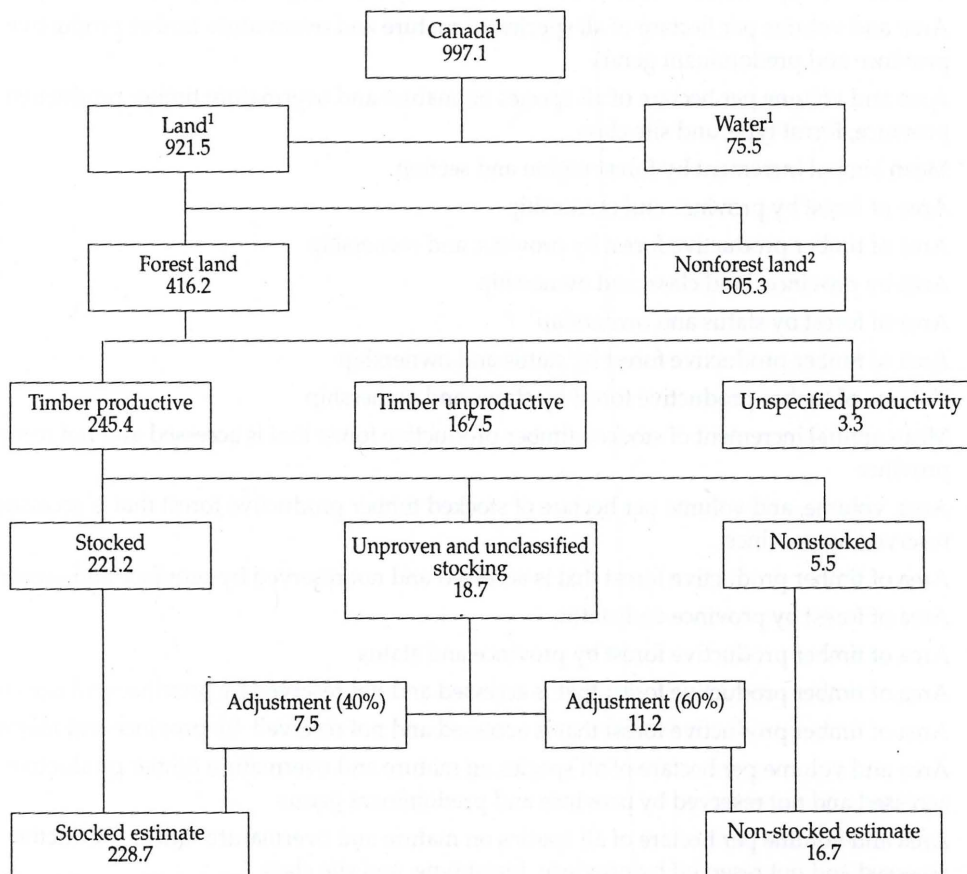 Canada¹
997.1
Land¹
921.5
Water¹
75.5
Forest land
416.2
Nonforest land²
505.3
Timber productive
245.4
Timber unproductive
167.5
Unspecified productivity
3.3
Stocked
221.2
Unproven and unclassified
stocking
18.7
Nonstocked
5.5
Adjustment (40%)
7.5
Adjustment (60%)
11.2
Stocked estimate
228.7
Non-stocked estimate
16.7